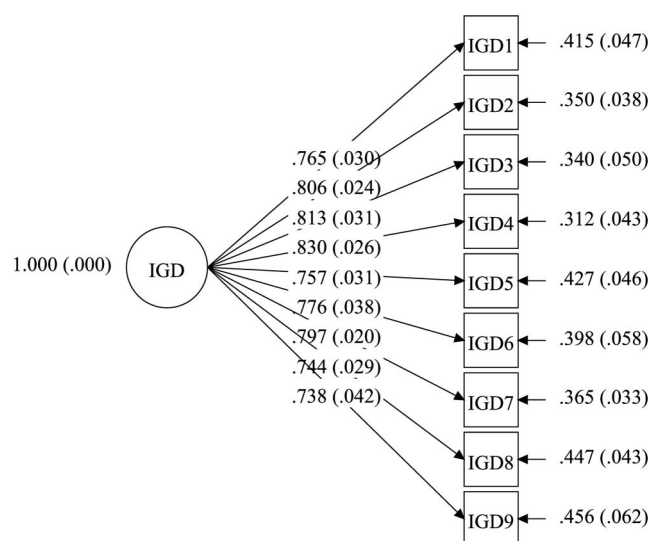 IGD1 .415 (.047)
IGD2 .350 (.038)
.765 (.030)
IGD3 .340 (.050)
.806 (.024)
.813 (.031)
IGD4 .312 (.043)
.830 (.026)
1.000 (.000) IGD
.757 (.031)
IGD5 .427 (.046)
.776 (.038)
.797 (.020)
IGD6 .398 (.058)
.744 (.029)
.738 (.042)
IGD7 .365 (.033)
IGD8 .447 (.043)
IGD9 .456 (.062)